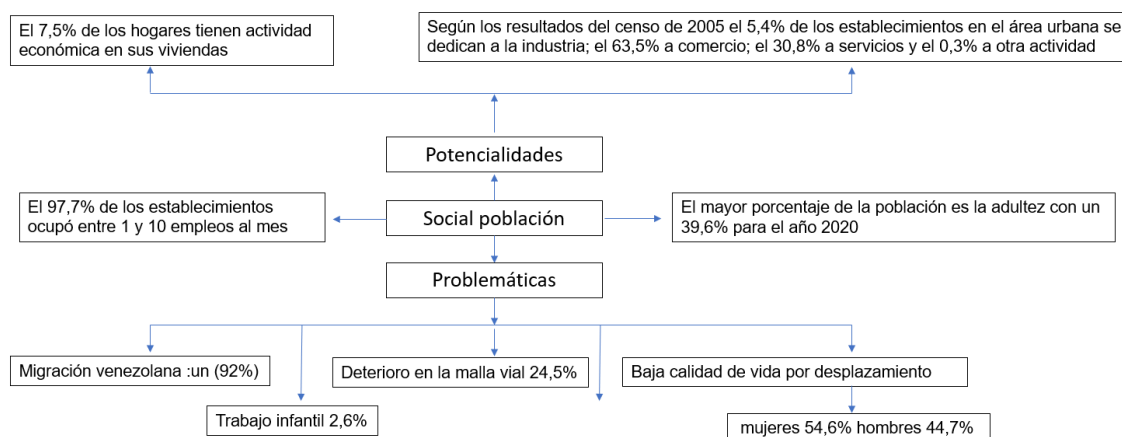 El 7,5% de los hogares tienen actividad
económica en sus viviendas
Según los resultados del censo de 2005 el 5,4% de los establecimientos en el área urbana se
dedican a la industria; el 63,5% a comercio; el 30,8% a servicios y el 0,3% a otra actividad
Potencialidades
El 97,7% de los establecimientos
ocupó entre 1 y 10 empleos al mes
Social población
El mayor porcentaje de la población es la adultez con un
39,6% para el año 2020
Problemáticas
Migración venezolana :un (92%)
Deterioro en la malla vial 24,5%
Baja calidad de vida por desplazamiento
Trabajo infantil 2,6%
mujeres 54,6% hombres 44,7%